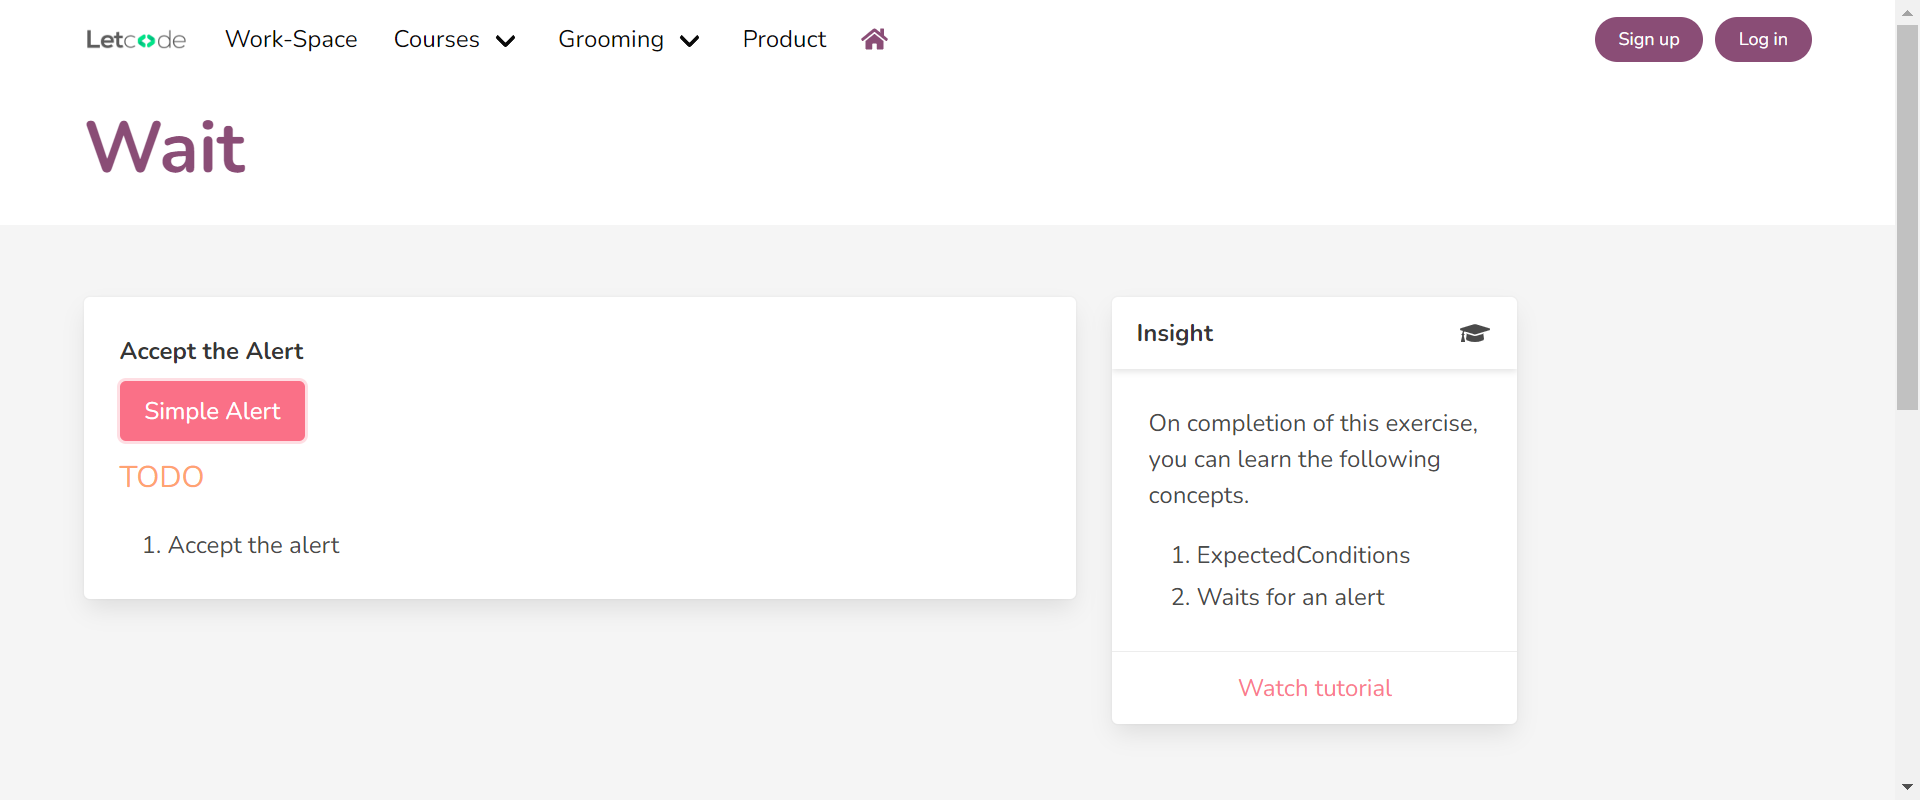 Letcode Work-Space Courses Grooming Product Sign up Log in
Wait
Accept the Alert
Simple Alert
TODO
1. Accept the alert
Insight
On completion of this exercise,
you can learn the following
concepts.
1. ExpectedConditions
2. Waits for an alert
Watch tutorial